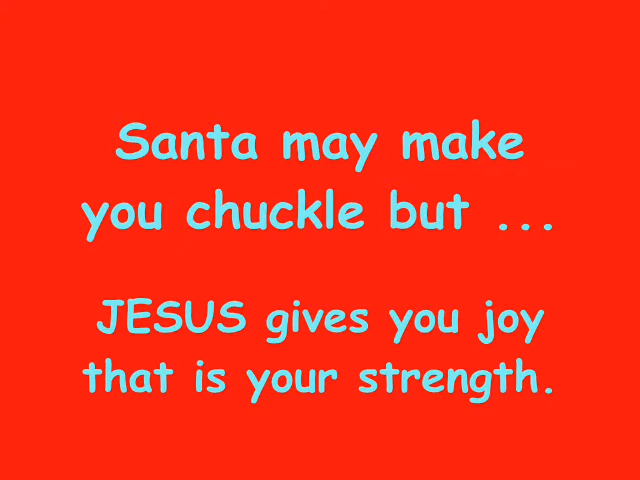 Santa may make
you chuckle but ...
JESUS gives you joy
that is your strength.